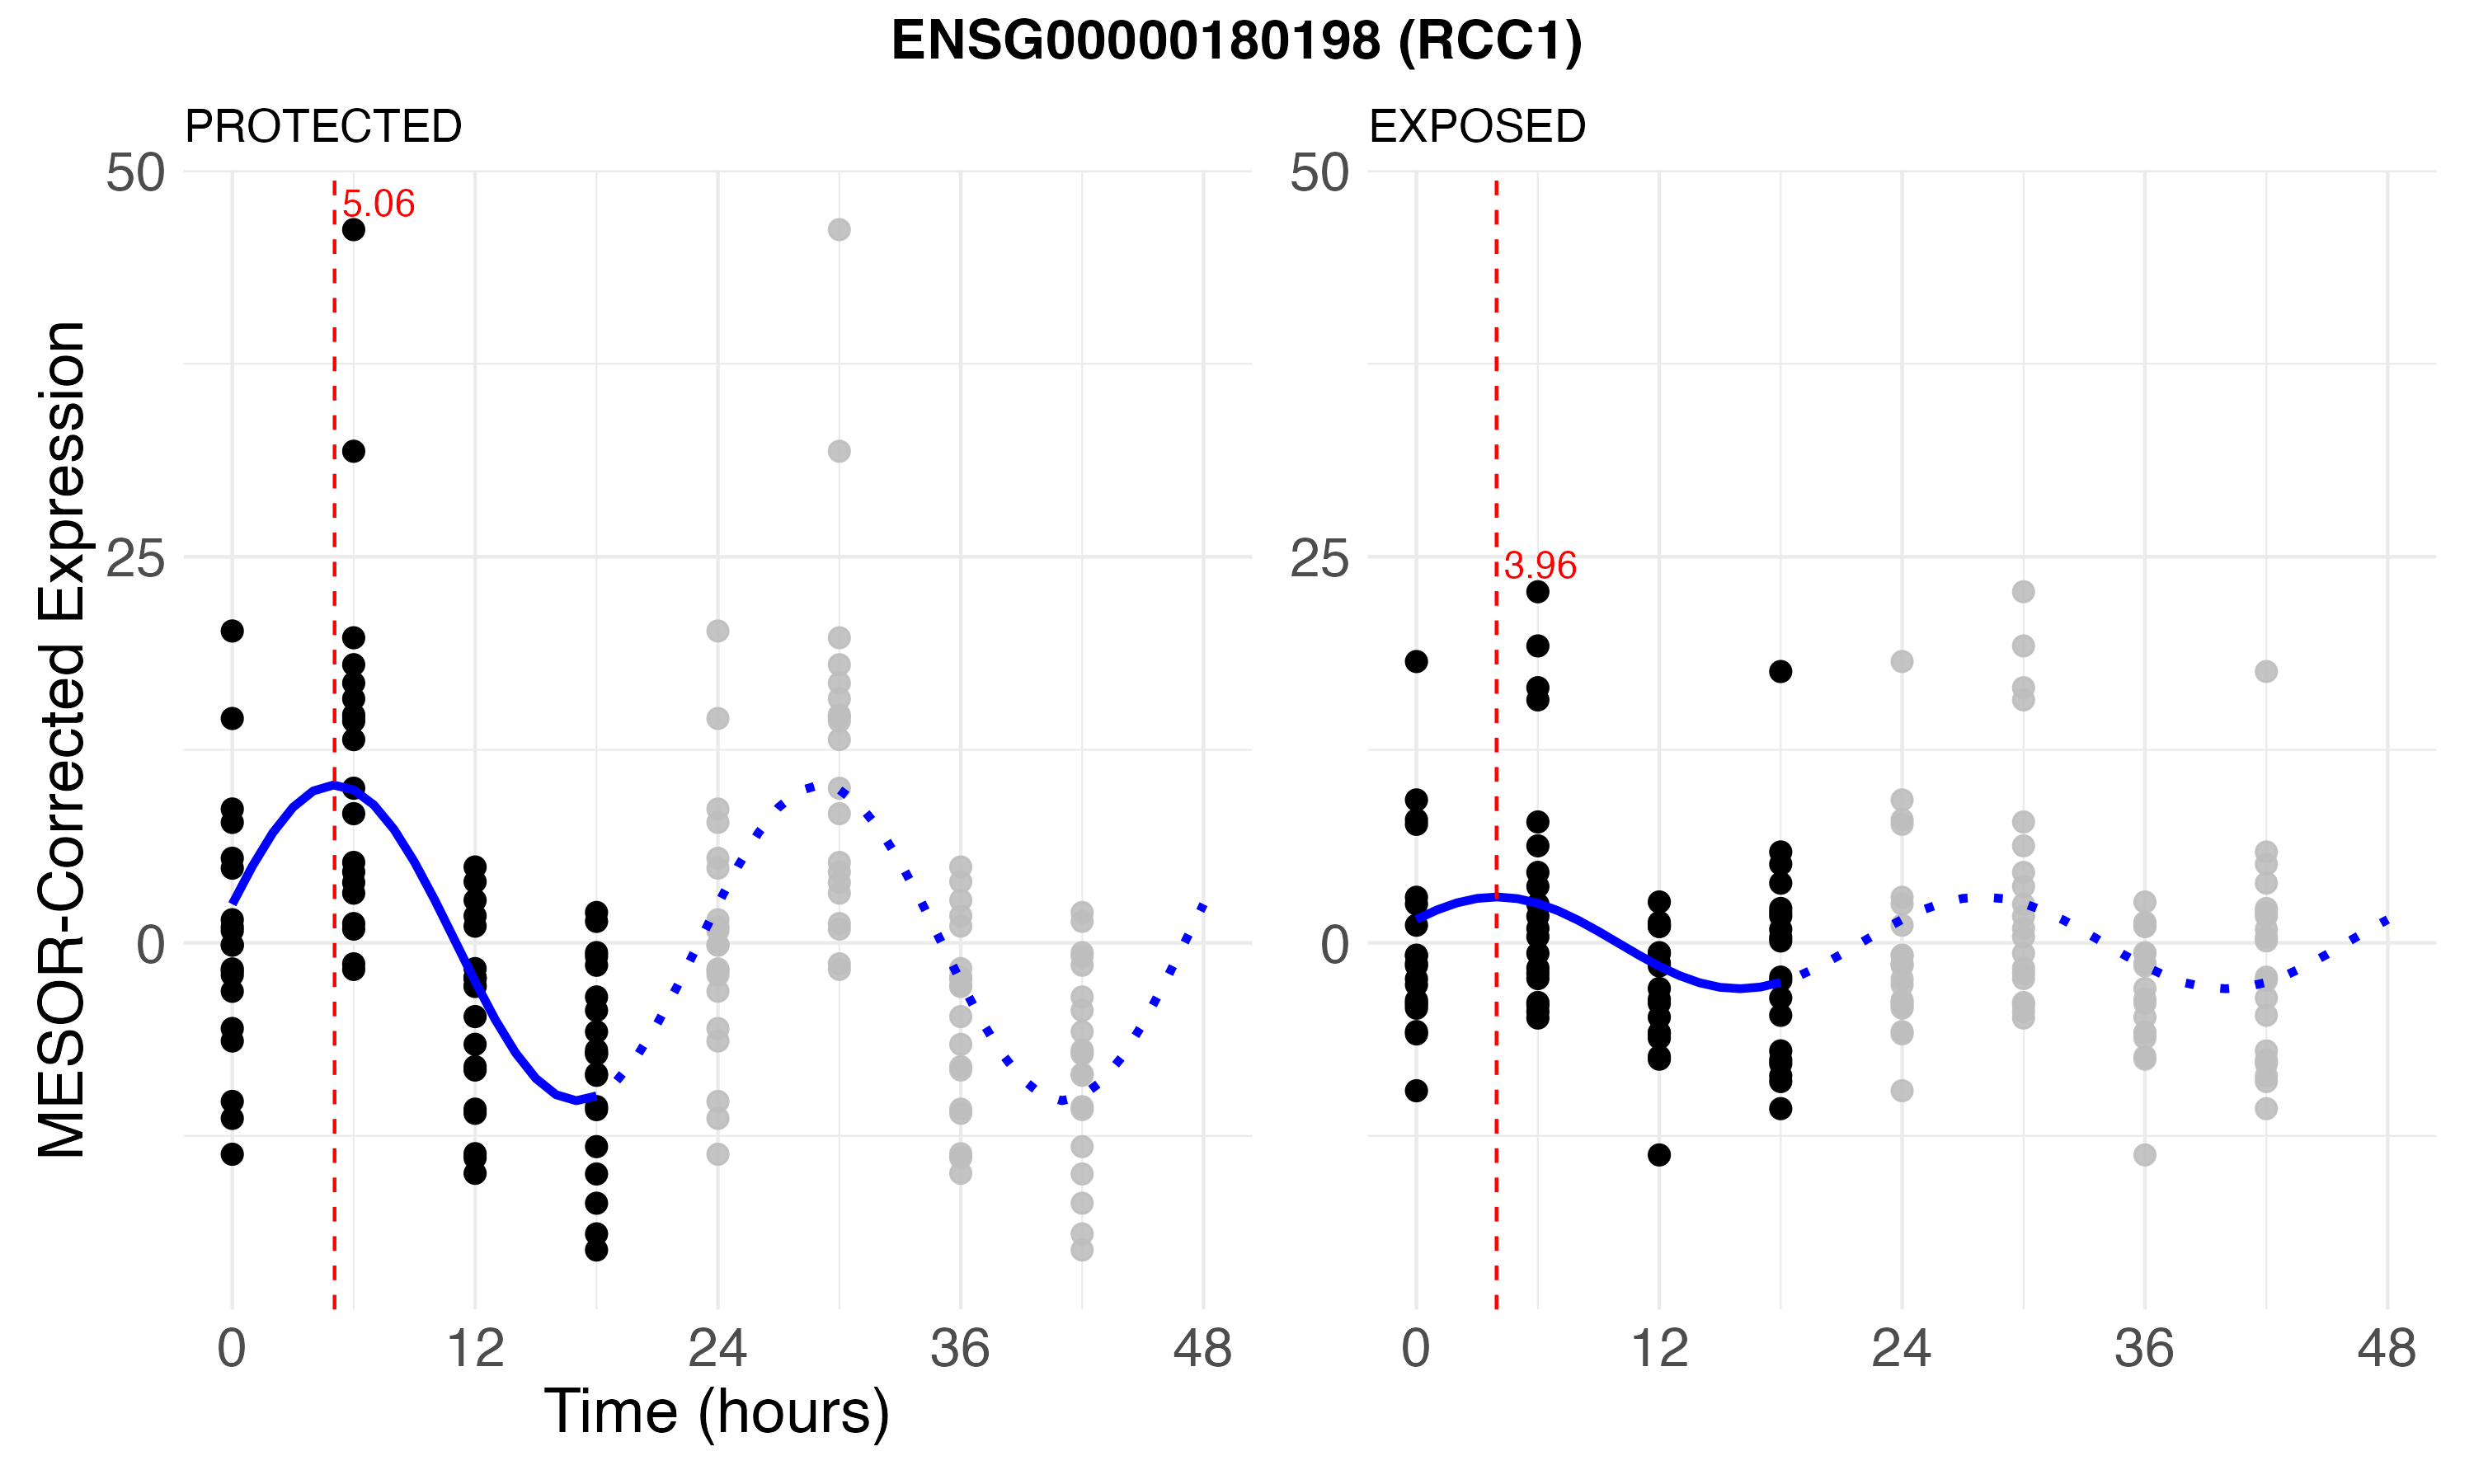 ENSG00000180198 (RCC1)
PROTECTED
EXPOSED
MESOR-Corrected Expression
50
25
0
5.06
50
25
0
3.96
0 12 24 36 48
0 12 24 36 48
Time (hours)